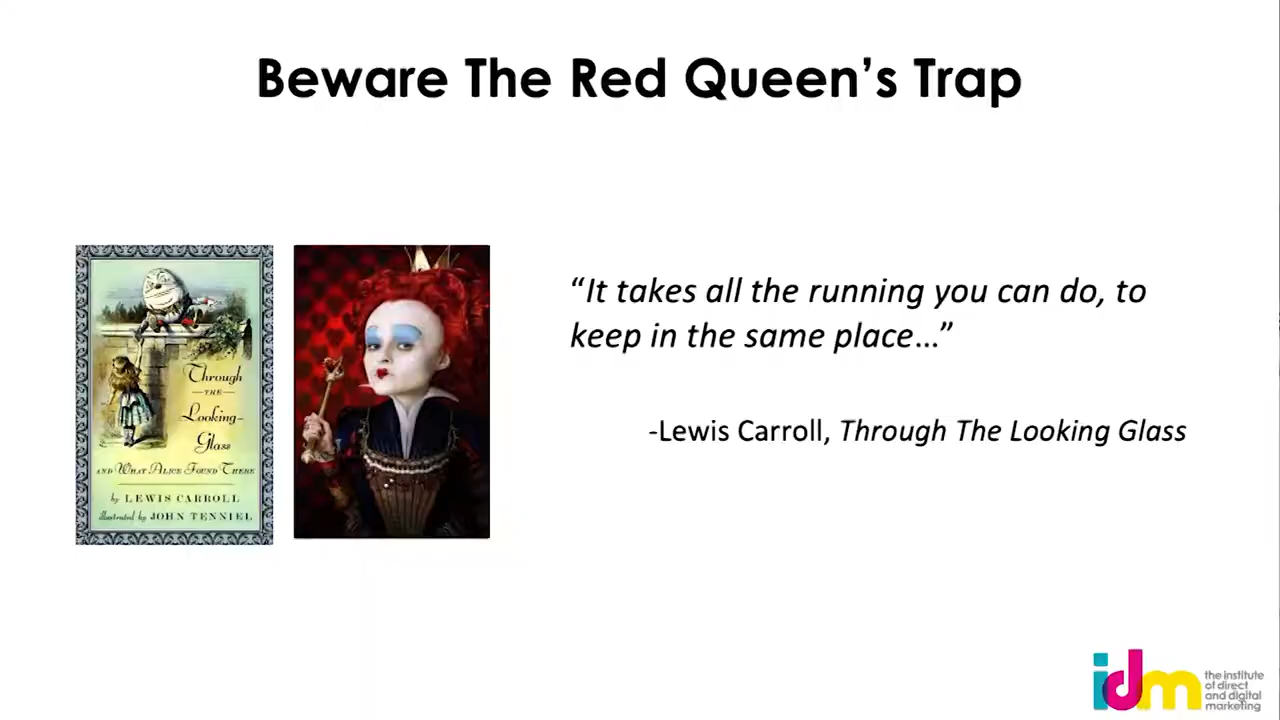 Beware The Red Queen’s Trap
Through
THE
Looking-
Glass
AND WHAT ALICE FOUND THERE
by LEWIS CARROLL
illustrated by JOHN TENNIEL
“It takes all the running you can do, to
keep in the same place…”
-Lewis Carroll, Through The Looking Glass
idm
the institute
of direct
and digital
marketing